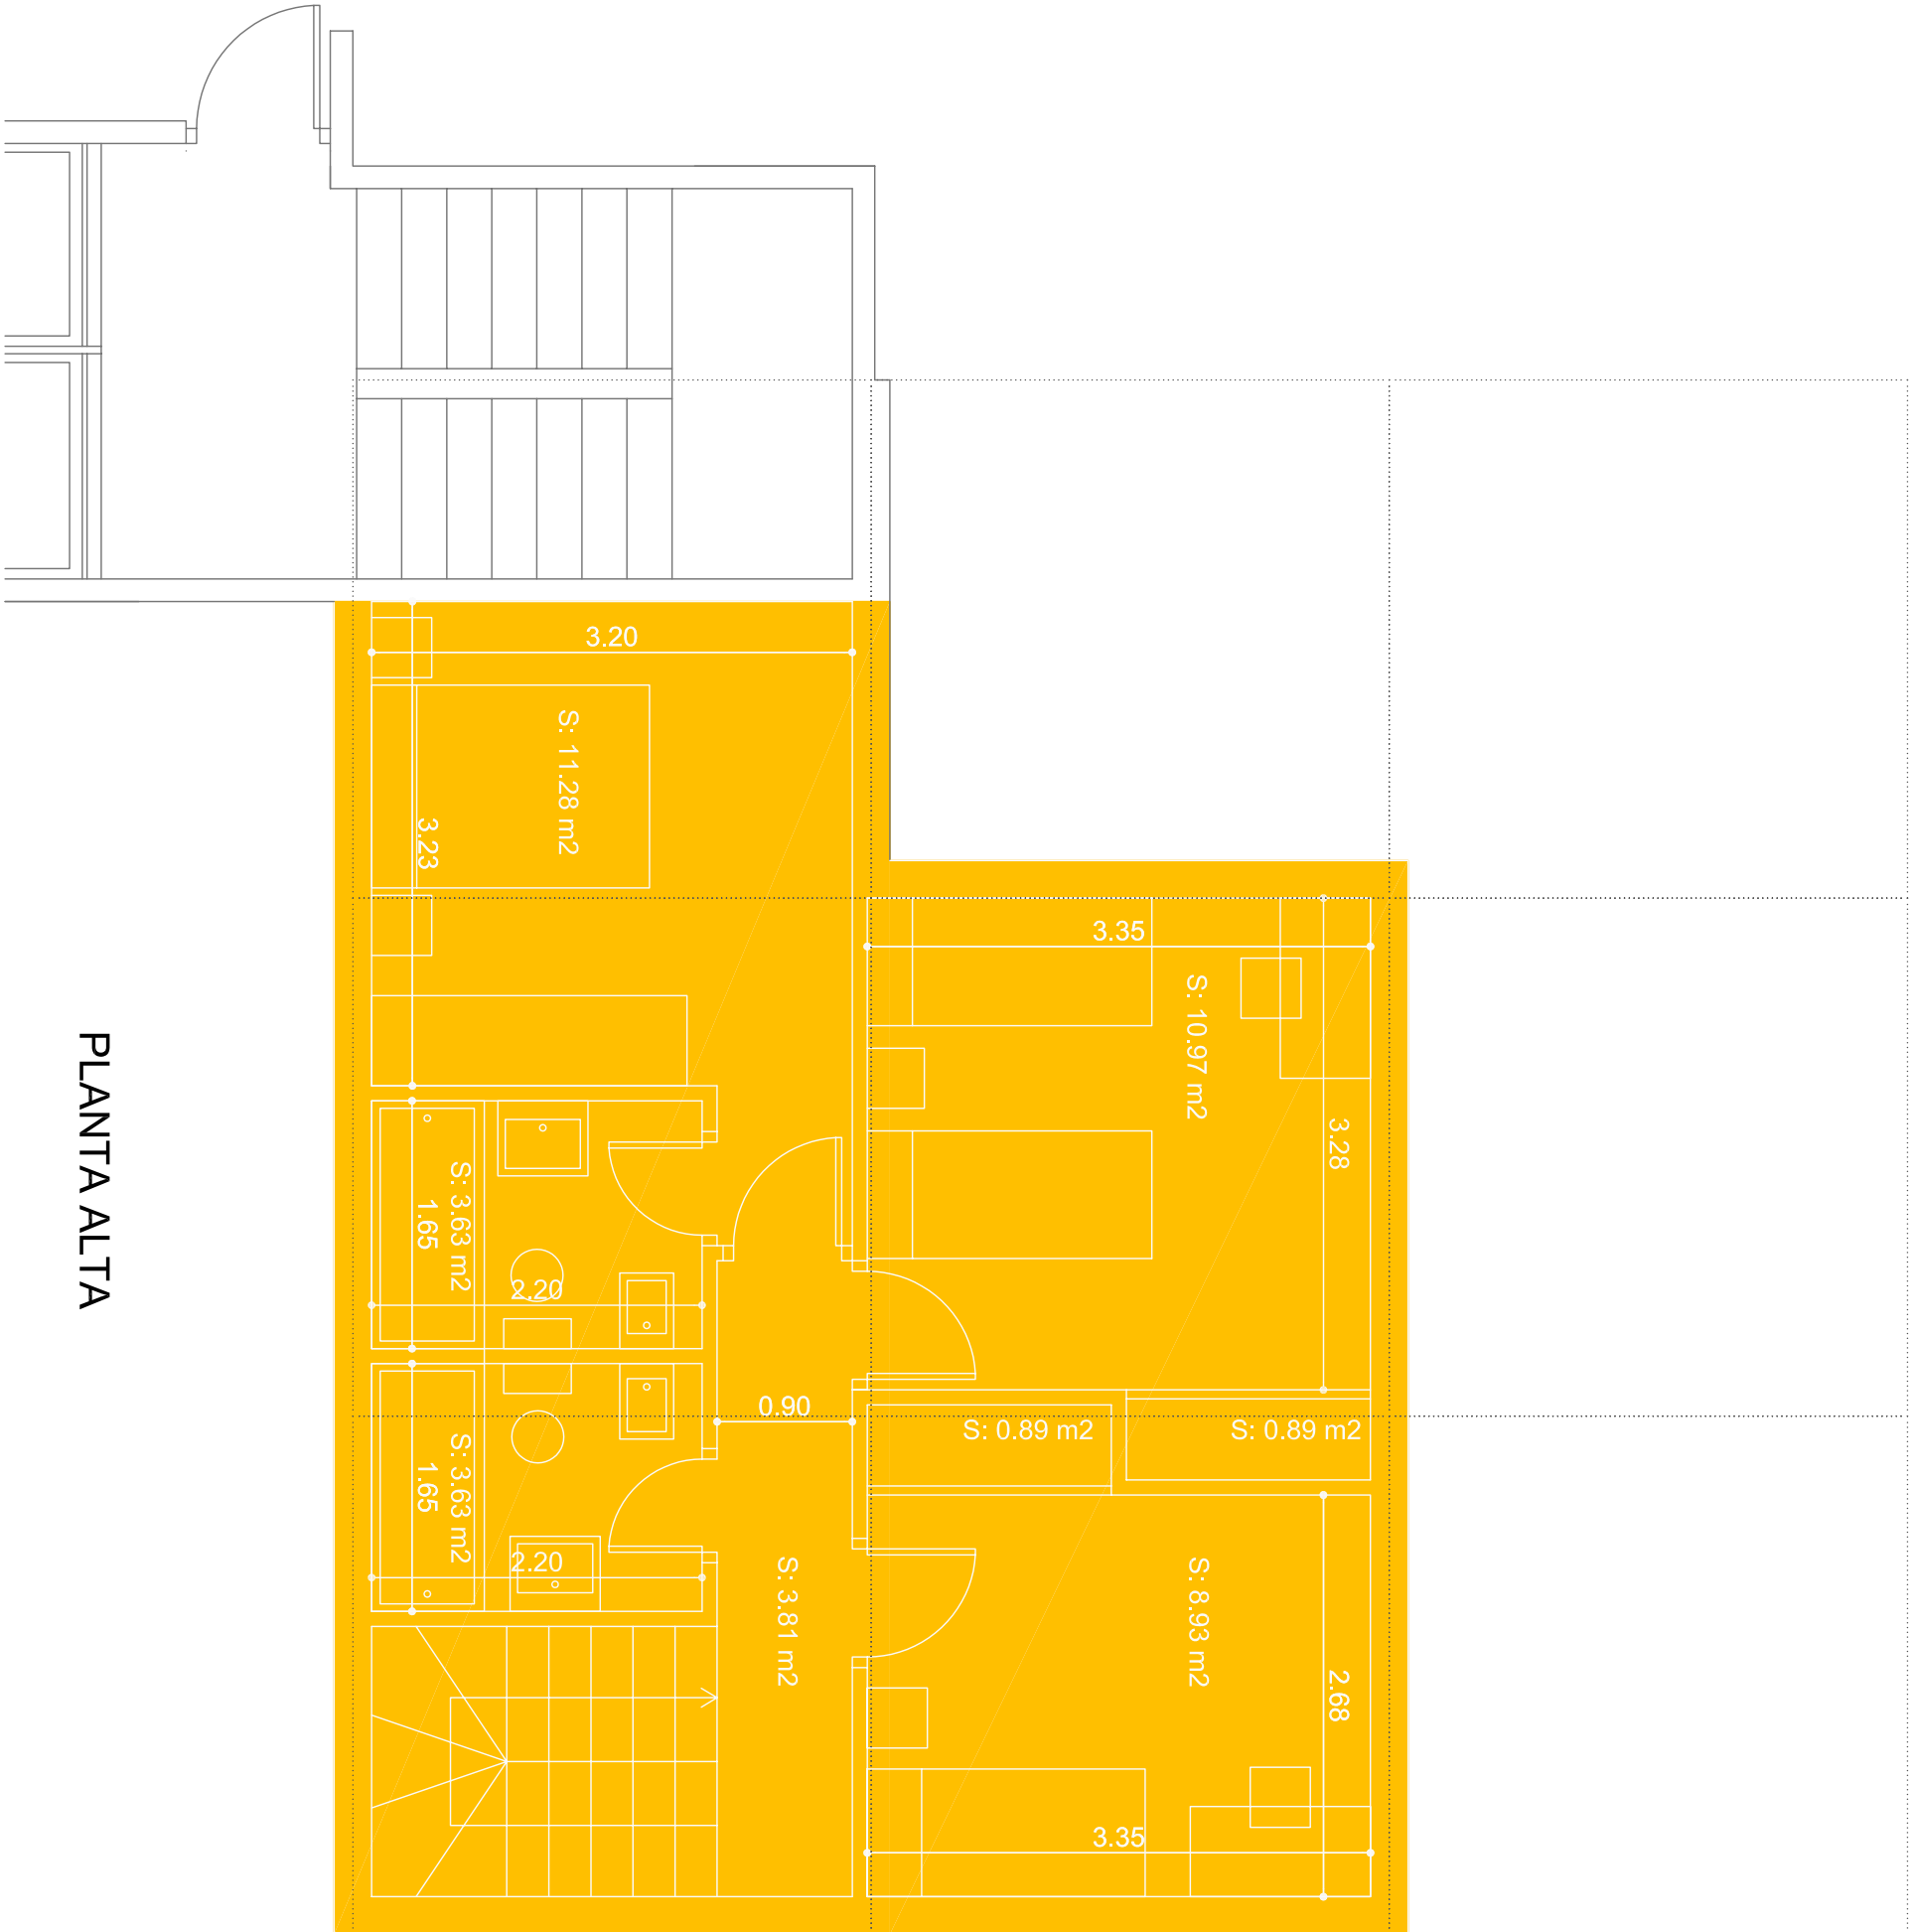 3.20
S: 11.28 m2
3.23
3.35
S: 10.97 m2
3.28
PLANTA ALTA
S: 3.63 m2
1.65
2.20
0.90
S: 0.89 m2
S: 0.89 m2
S: 3.63 m2
1.65
2.20
S: 3.81 m2
S: 8.93 m2
2.68
3.35